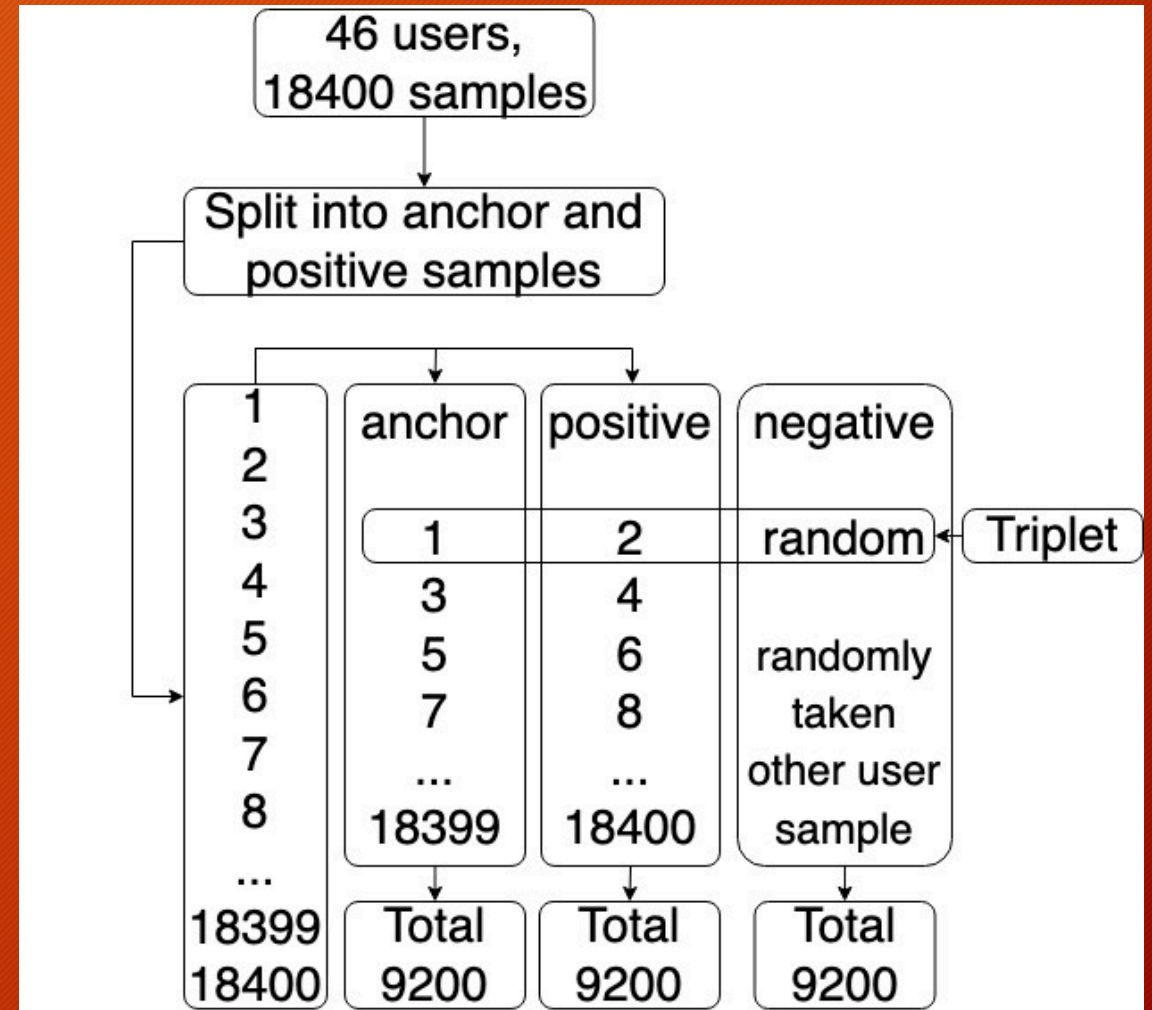 46 users,
18400 samples
Split into anchor and
positive samples
1
2
3
4
5
6
7
8
...
18399
18400
anchor
1
3
5
7
...
18399
Total
9200
positive
2
4
6
8
...
18400
Total
9200
negative
random
randomly
taken
other user
sample
Total
9200
Triplet